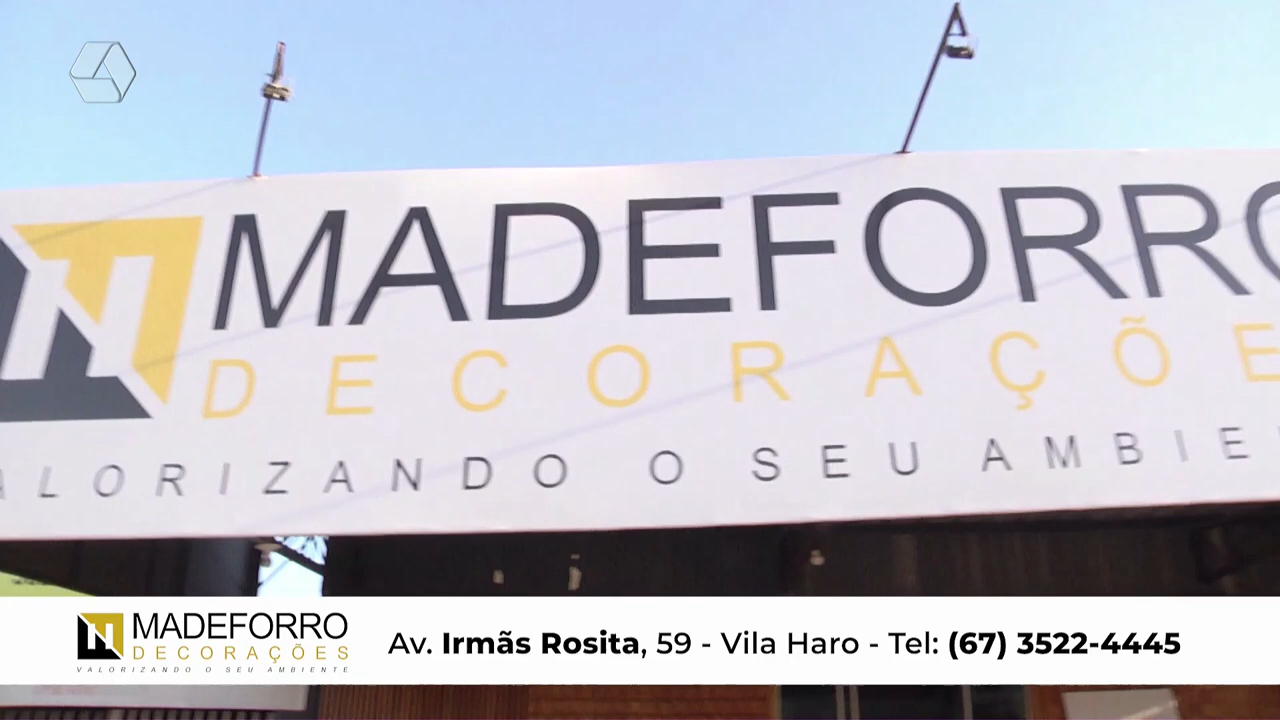 MADEFORRO
DECORAÇÕE
ALORIZANDO O SEU AMBIE
MADEFORRO
DECORAÇÕES
VALORIZANDO O SEU AMBIENTE
Av. Irmãs Rosita, 59 - Vila Haro - Tel: (67) 3522-4445